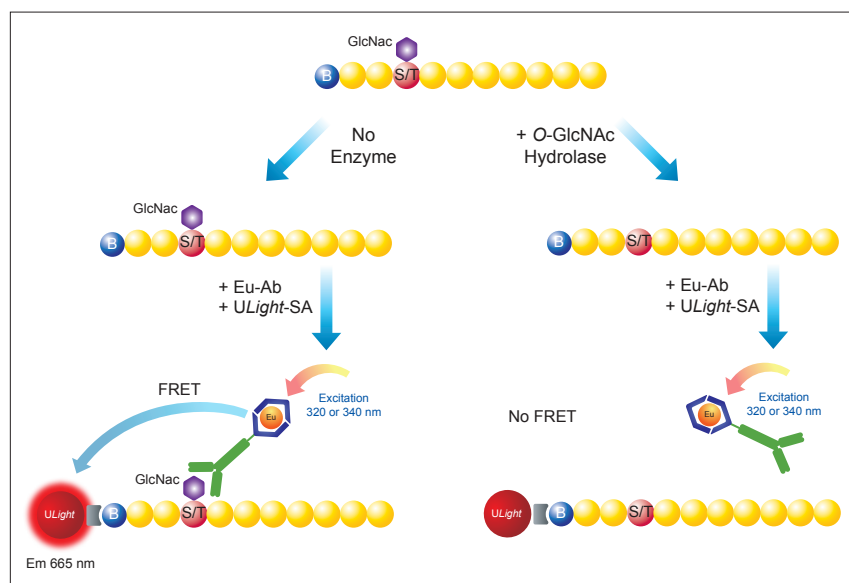 GlcNac
B
S/T
No
Enzyme
+ O-GlcNAc
Hydrolase
GlcNac
B
S/T
B
S/T
+ Eu-Ab
+ ULight-SA
+ Eu-Ab
+ ULight-SA
FRET
Eu
Excitation
320 or 340 nm
No FRET
Eu
Excitation
320 or 340 nm
GlcNac
ULight
B
S/T
ULight
B
S/T
Em 665 nm